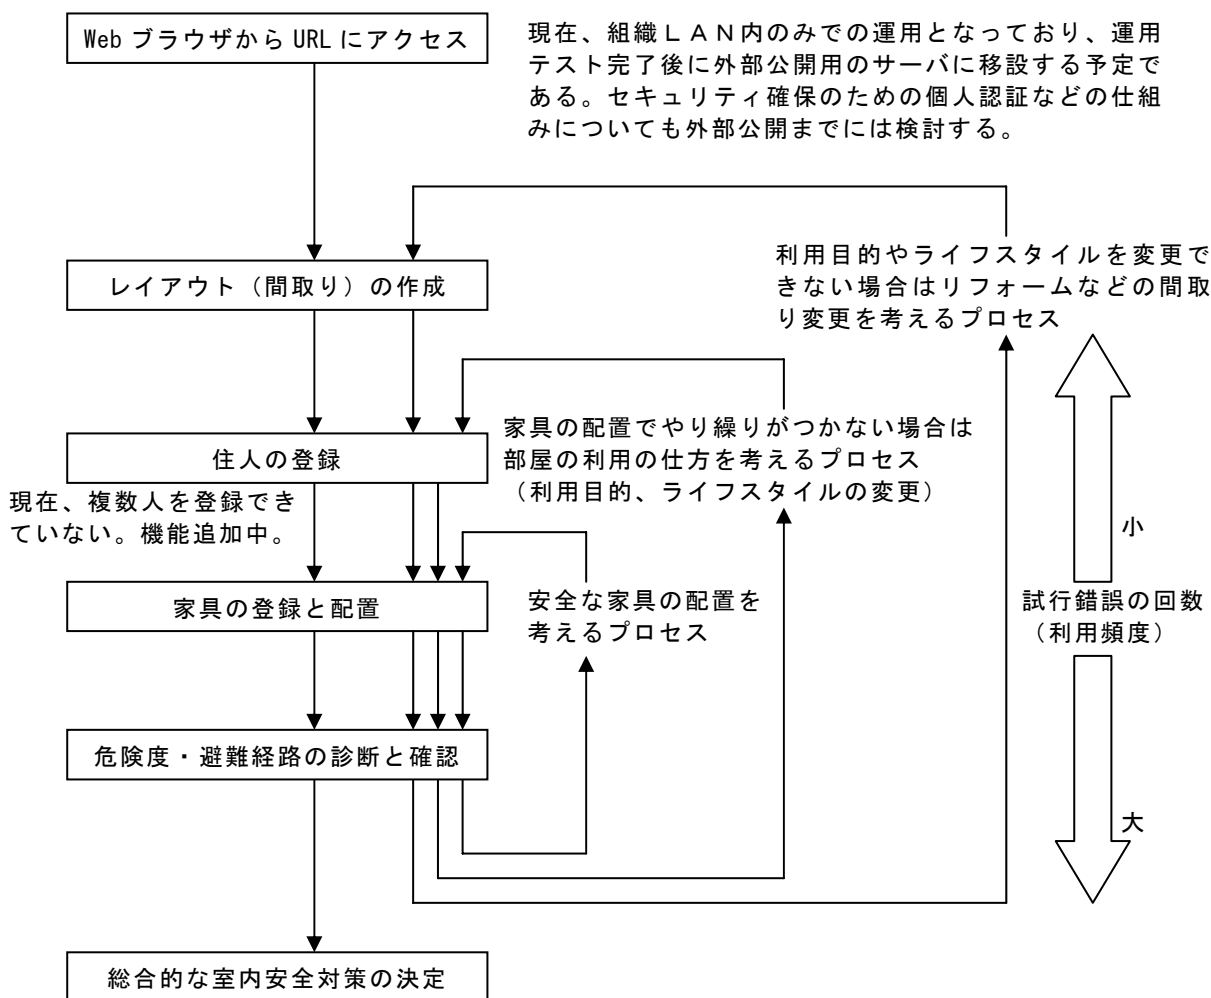 Web ブラウザから URL にアクセス
現在、組織ＬＡＮ内のみでの運用となっており、運用
テスト完了後に外部公開用のサーバに移設する予定で
ある。セキュリティ確保のための個人認証などの仕組
みについても外部公開までには検討する。
利用目的やライフスタイルを変更で
きない場合はリフォームなどの間取
り変更を考えるプロセス
レイアウト（間取り）の作成
家具の配置でやり繰りがつかない場合は
部屋の利用の仕方を考えるプロセス
（利用目的、ライフスタイルの変更）
住人の登録
現在、複数人を登録でき
ていない。機能追加中。
小
安全な家具の配置を
考えるプロセス
家具の登録と配置
試行錯誤の回数
（利用頻度）
危険度・避難経路の診断と確認
大
総合的な室内安全対策の決定